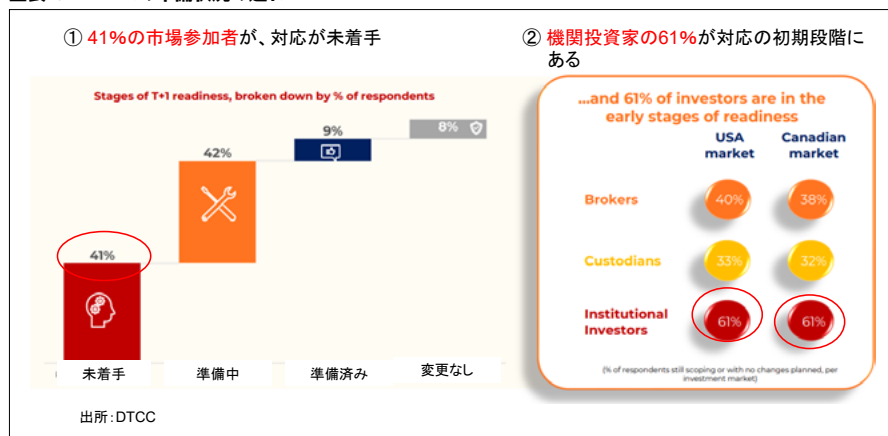 ① 41%の市場参加者が、対応が未着手
② 機関投資家の61%が対応の初期段階に
ある
Stages of T+1 readiness, broken down by % of respondents
41%
42%
9%
8%
未着手
準備中
準備済み
変更なし
出所:DTCC
...and 61% of investors are in the
early stages of readiness
USA
market
Canadian
market
Brokers
40%
38%
Custodians
33%
32%
Institutional
Investors
61%
61%
(% of respondents still scoping or with no changes planned, per
investment market)